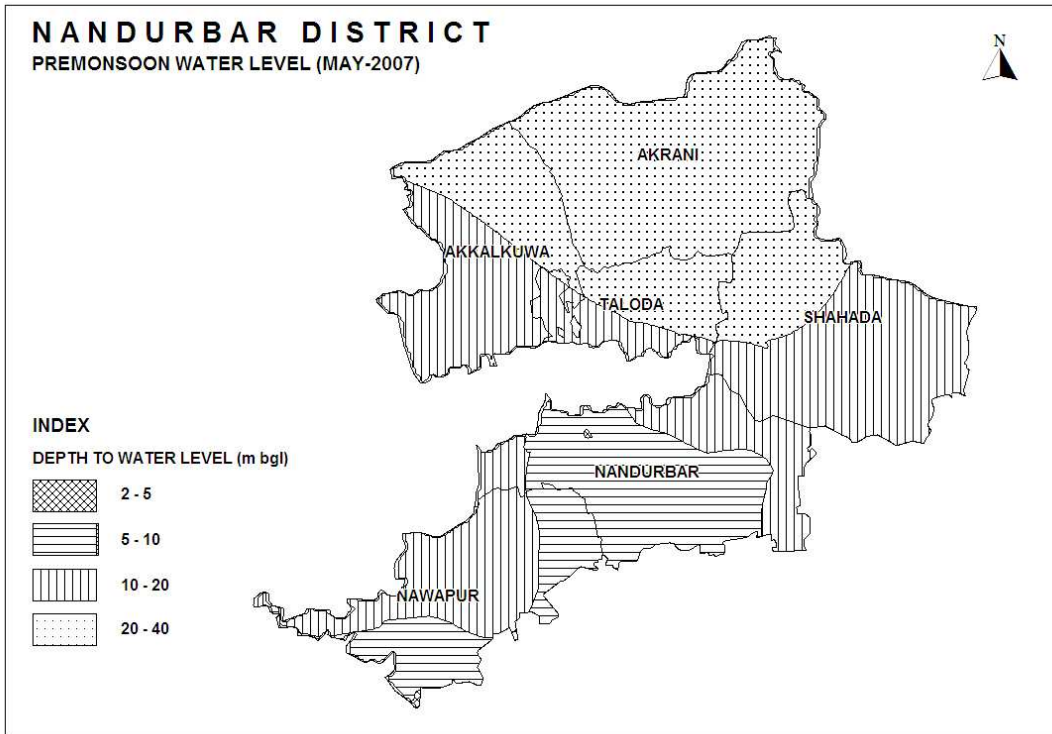 NANDURBAR DISTRICT
PREMONSOON WATER LEVEL (MAY-2007)
N
AKRANI
AKKALKUWA
TALODA
SHAHADA
INDEX
DEPTH TO WATER LEVEL (m bgl)
NANDURBAR
2 - 5
5 - 10
10 - 20
NAWAPUR
20 - 40